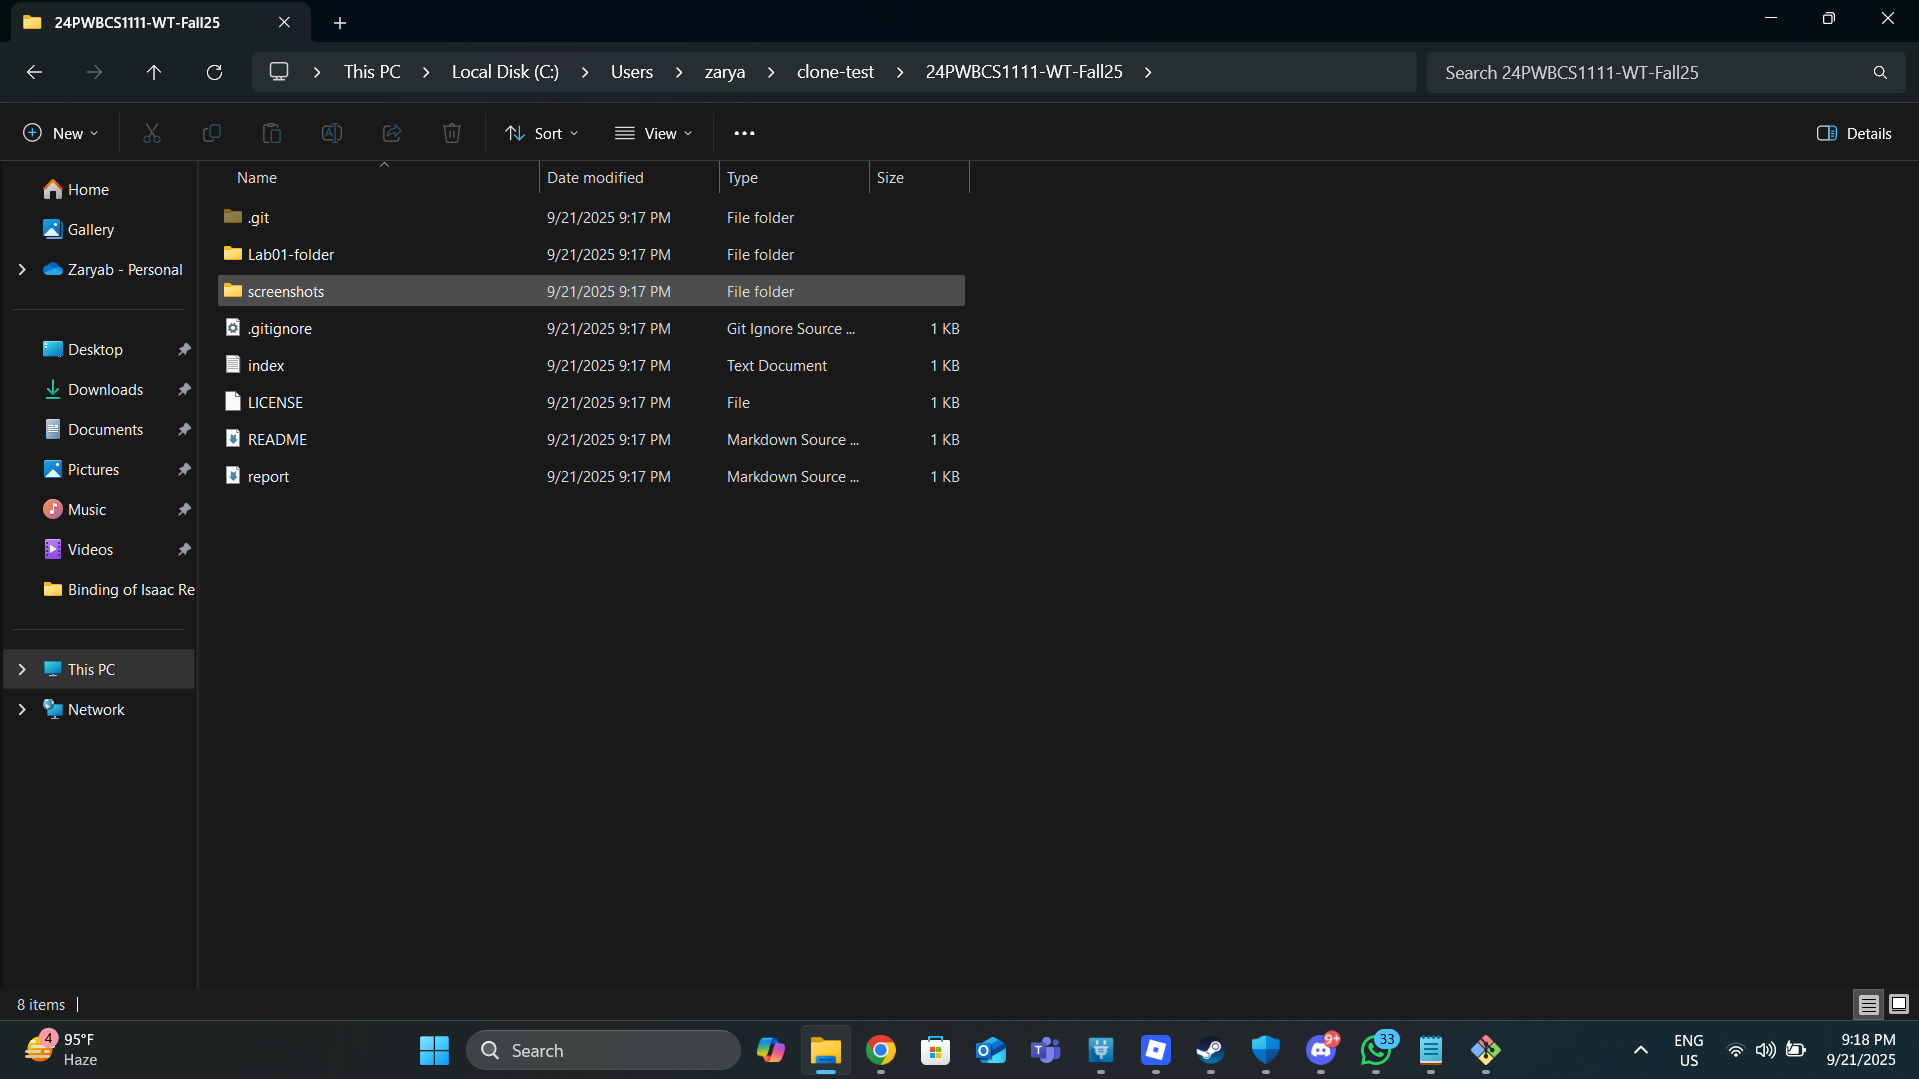 24PWBCS1111-WT-Fall25
This PC
Local Disk (C:)
Users
zarya
clone-test
24PWBCS1111-WT-Fall25
Search 24PWBCS1111-WT-Fall25
New
Sort
View
Details
Name Date modified Type Size
Home
Gallery
Zaryab - Personal
Desktop
Downloads
Documents
Pictures
Music
Videos
Binding of Isaac Re
This PC
Network
.git 9/21/2025 9:17 PM File folder
Lab01-folder 9/21/2025 9:17 PM File folder
screenshots 9/21/2025 9:17 PM File folder
.gitignore 9/21/2025 9:17 PM Git Ignore Source ... 1 KB
index 9/21/2025 9:17 PM Text Document 1 KB
LICENSE 9/21/2025 9:17 PM File 1 KB
README 9/21/2025 9:17 PM Markdown Source ... 1 KB
report 9/21/2025 9:17 PM Markdown Source ... 1 KB
8 items
4
95°F
Haze
Search
9+
33
ENG
US
9:18 PM
9/21/2025